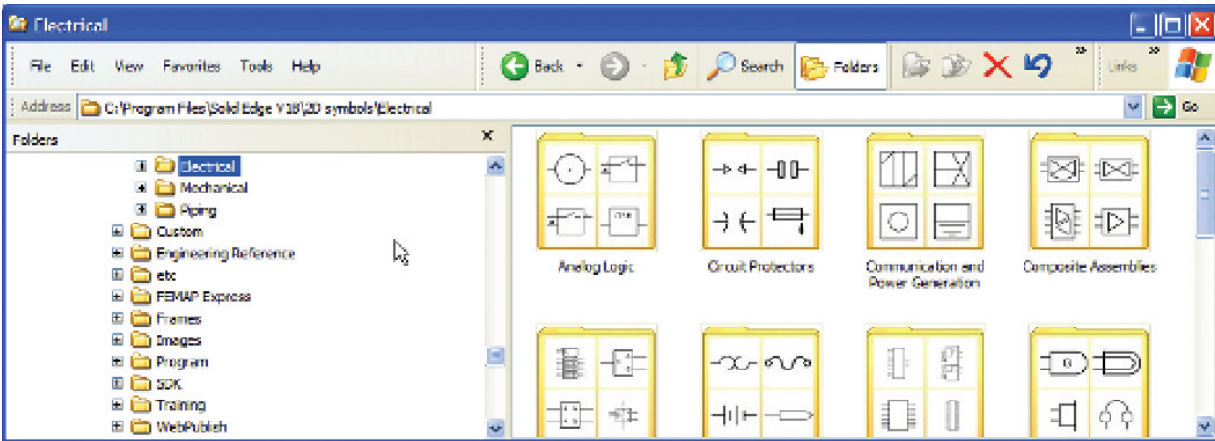 Electrical
File Edit View Favorites Tools Help Back Search Folders » Links »
Address C:\Program Files\Solid Edge V18\2D symbols\Electrical Go
Folders
Electrical
Mechanical
Piping
Custom
Engineering Reference
etc
FEMAP Express
Frames
Images
Program
SDK
Training
WebPublish
Analog Logic
Circuit Protectors
Communication and
Power Generation
Composite Assemblies